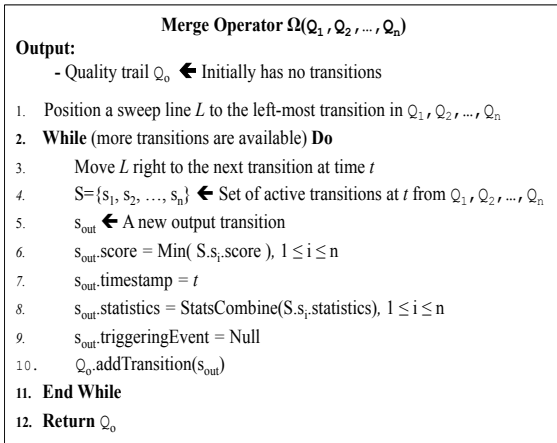 Merge Operator Ω(Q1,Q2,…,Qn)
Output:
- Quality trail Qo 🡸 Initially has no transitions
1. Position a sweep line L to the left-most transition in Q1,Q2,…,Qn
2. While (more transitions are available) Do
3. Move L right to the next transition at time t
4. S={s1, s2, …, sn} 🡸 Set of active transitions at t from Q1,Q2,…,Qn
5. sout 🡸 A new output transition
6. sout.score = Min( S.si.score ), 1 ≤ i ≤ n
7. sout.timestamp = t
8. sout.statistics = StatsCombine(S.si.statistics), 1 ≤ i ≤ n
9. sout.triggeringEvent = Null
10. Qo.addTransition(sout)
11. End While
12. Return Qo